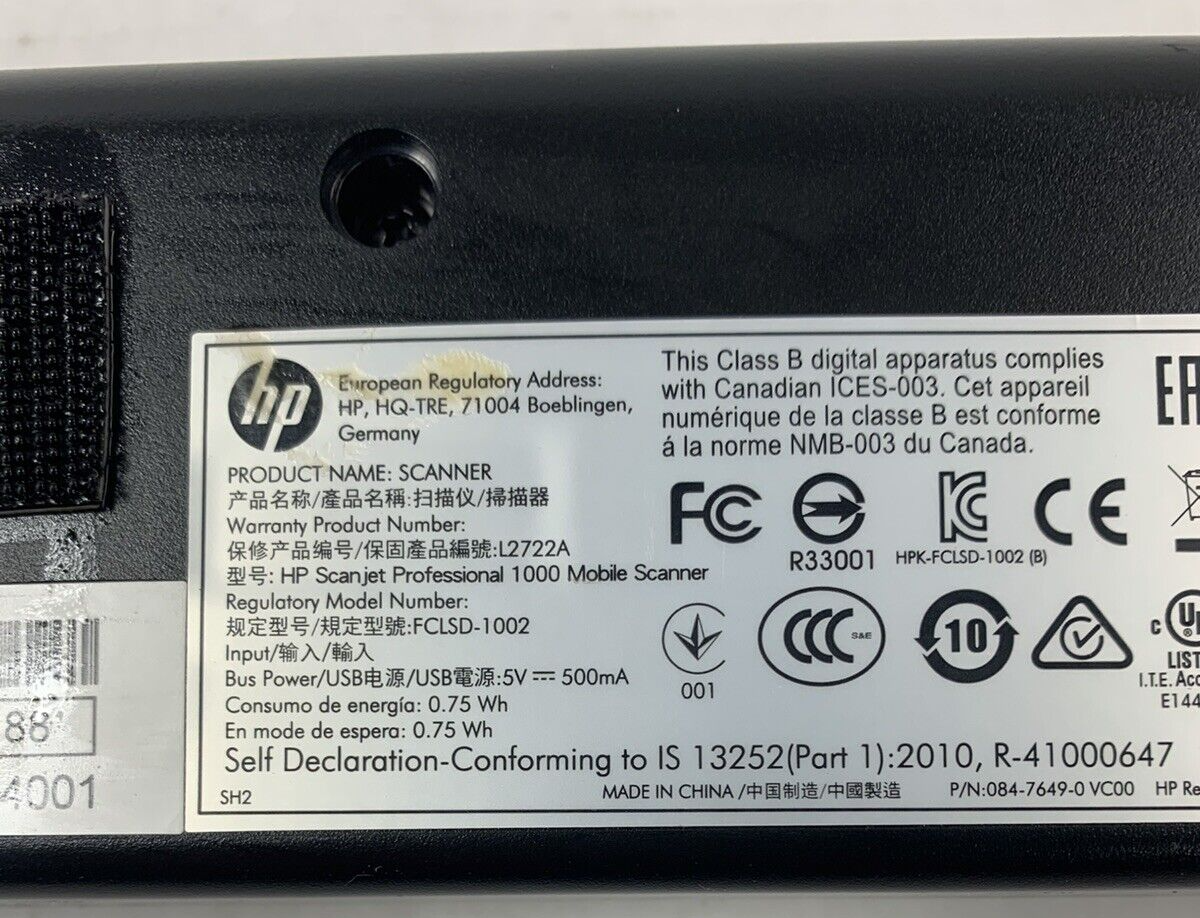 hp
European Regulatory Address:
HP, HQ-TRE, 71004 Boeblingen,
Germany
PRODUCT NAME: SCANNER
产品名称/產品名稱:扫描仪/掃描器
Warranty Product Number:
保修产品编号/保固產品編號:L2722A
型号: HP Scanjet Professional 1000 Mobile Scanner
Regulatory Model Number:
规定型号/規定型號:FCLSD-1002
Input/输入/輸入
Bus Power/USB电源/USB電源:5V ⎓ 500mA
Consumo de energía: 0.75 Wh
En mode de espera: 0.75 Wh
This Class B digital apparatus complies
with Canadian ICES-003. Cet appareil
numérique de la classe B est conforme
á la norme NMB-003 du Canada.
FC CE
R33001 HPK-FCLSD-1002 (B)
001
CCC S&E
10
C UL
LIST
I.T.E. Acc
E144
Self Declaration-Conforming to IS 13252(Part 1):2010, R-41000647
SH2 MADE IN CHINA /中国制造/中國製造 P/N:084-7649-0 VC00 HP Re
88
4001